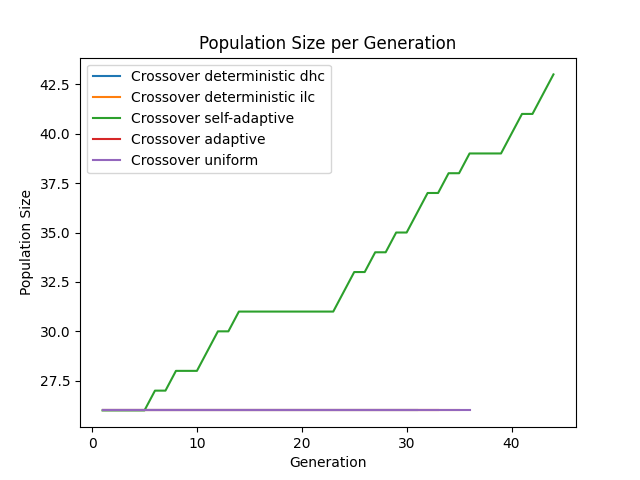 Population Size per Generation
Crossover deterministic dhc
Crossover deterministic ilc
Crossover self-adaptive
Crossover adaptive
Crossover uniform
Population Size
42.5
40.0
37.5
35.0
32.5
30.0
27.5
0 10 20 30 40
Generation